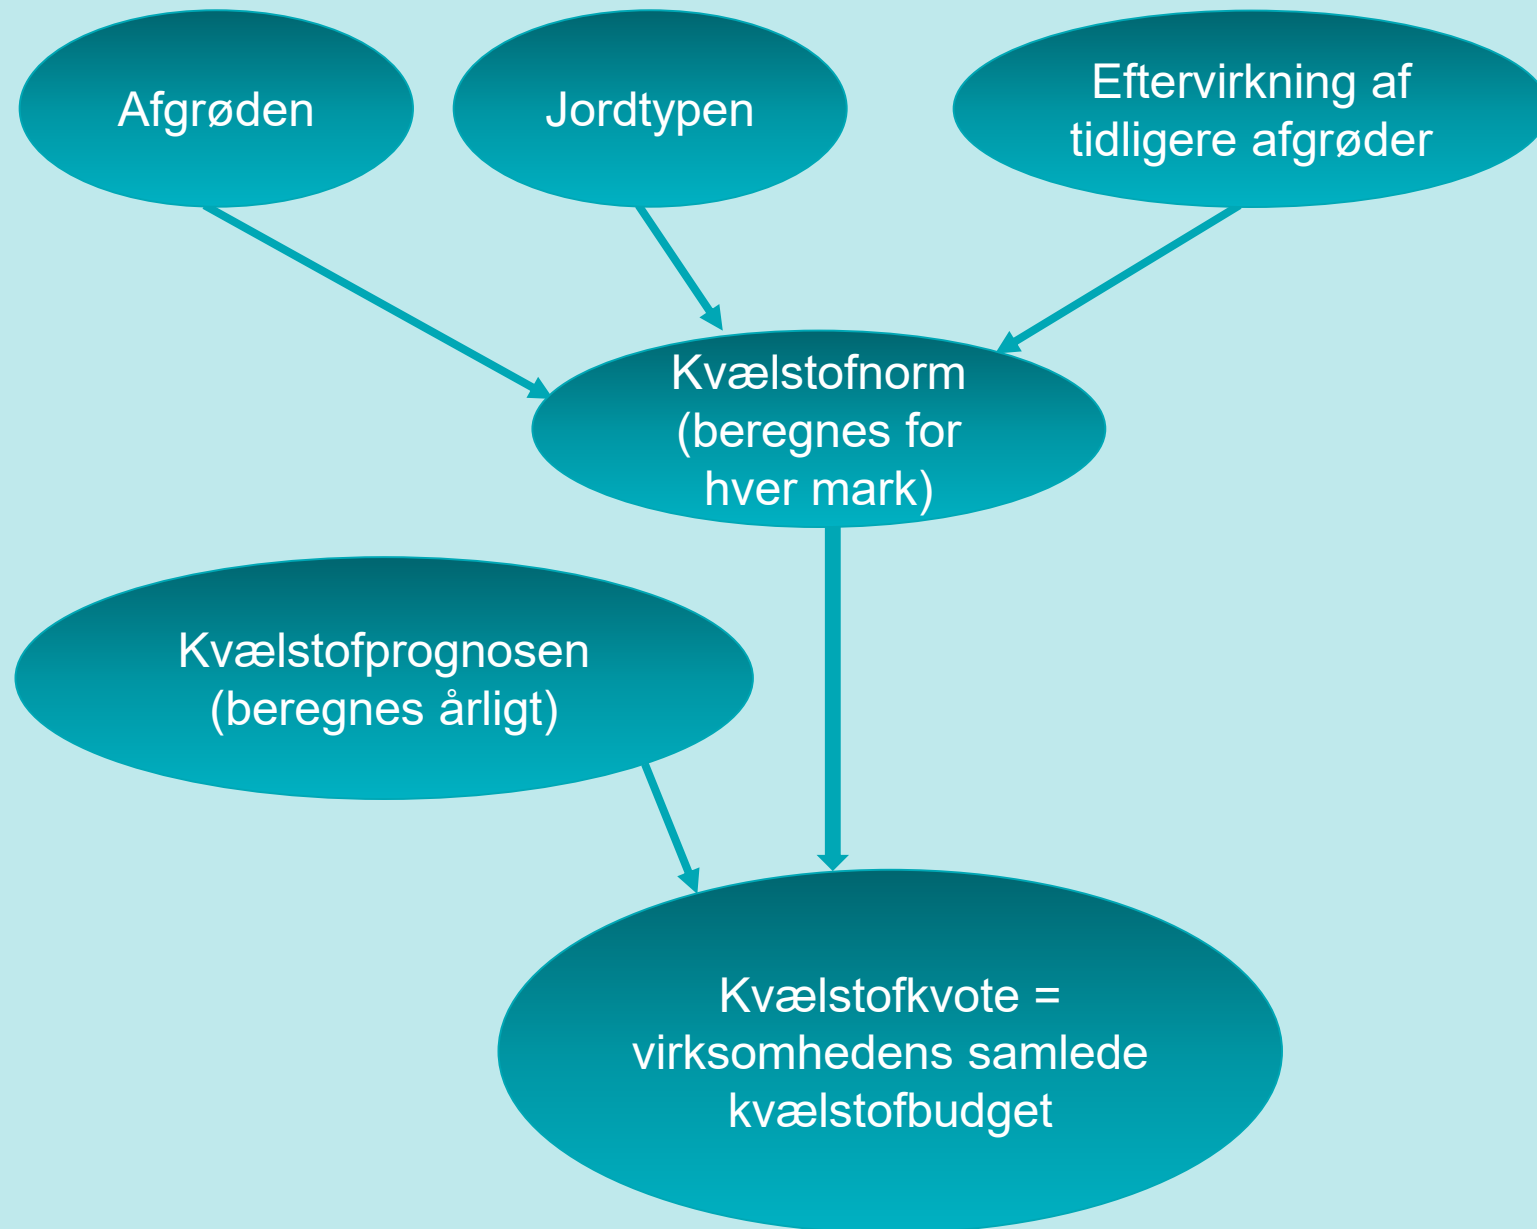 Afgrøden
Jordtypen
Eftervirkning af
tidligere afgrøder
Kvælstofnorm
(beregnes for
hver mark)
Kvælstofprognosen
(beregnes årligt)
Kvælstofkvote =
virksomhedens samlede
kvælstofbudget